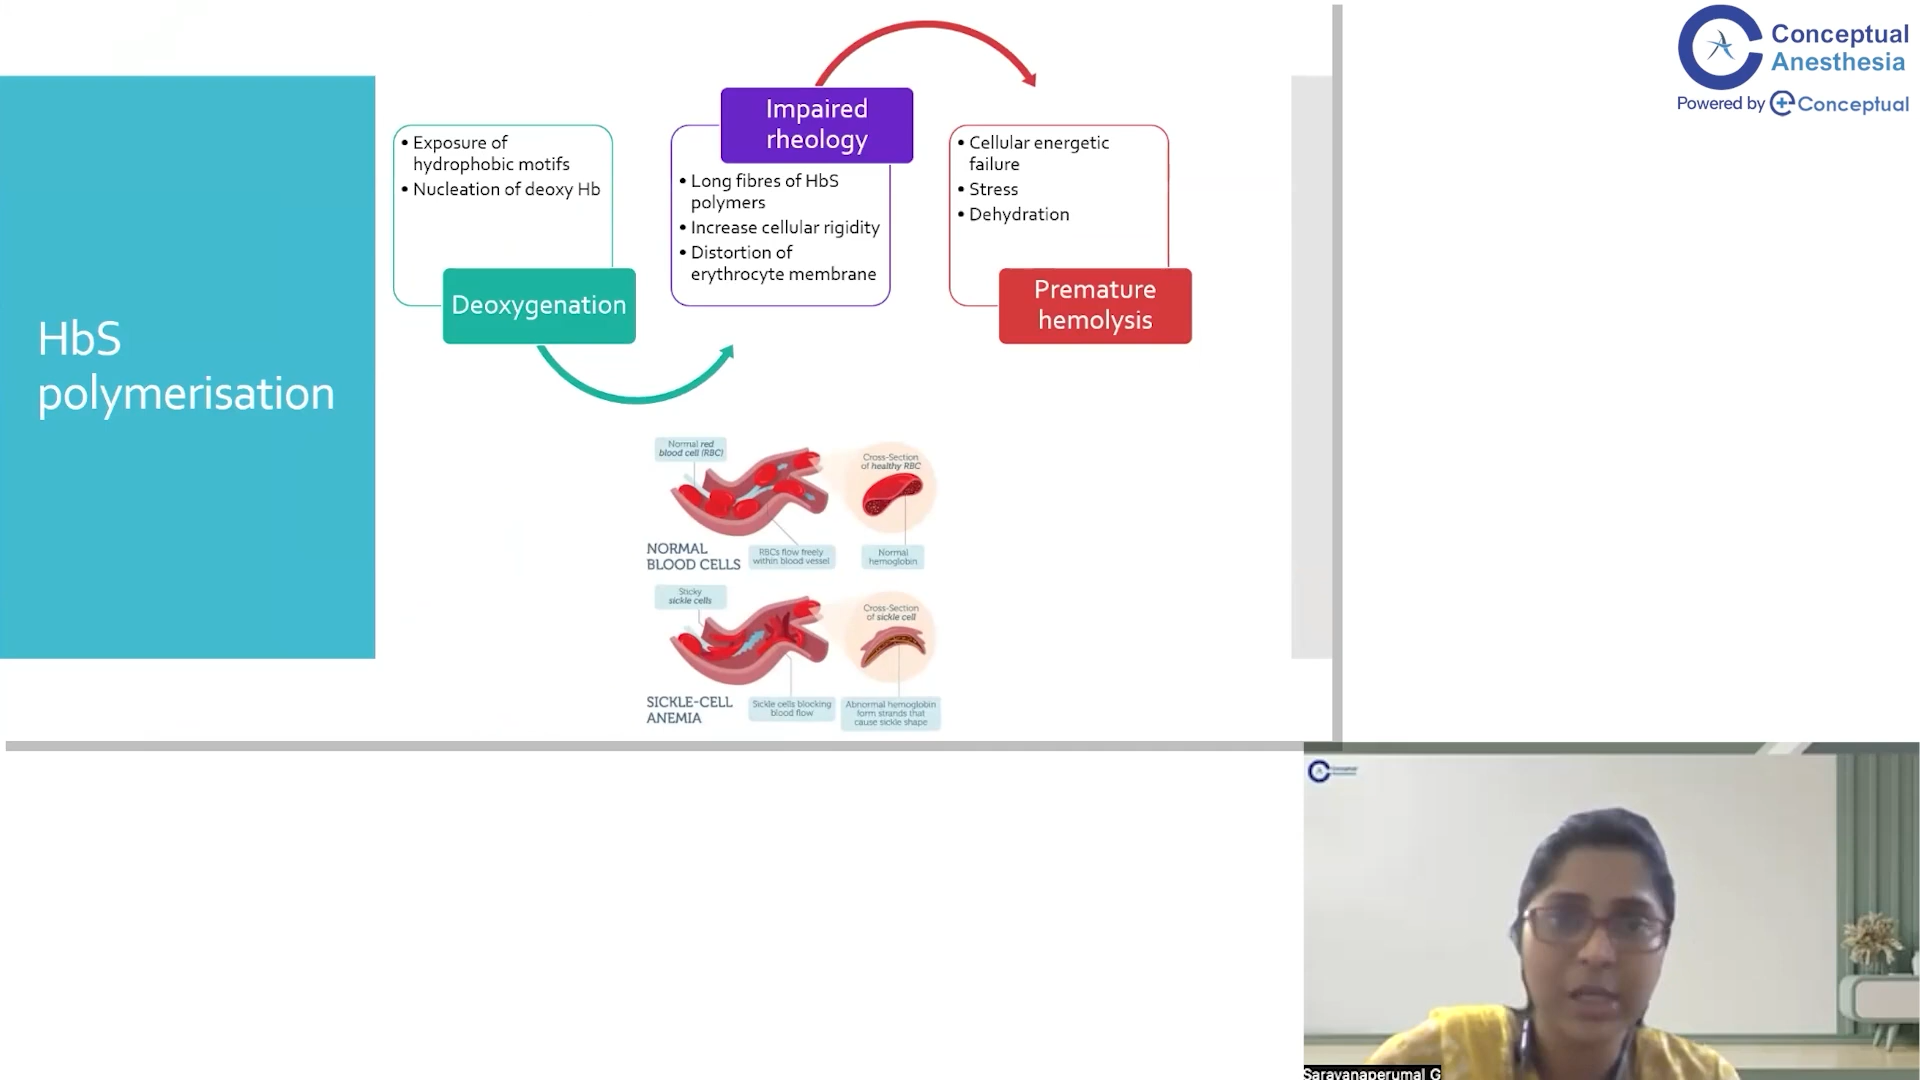 Conceptual
Anesthesia
Powered by Conceptual
HbS
polymerisation
• Exposure of
hydrophobic motifs
• Nucleation of deoxy Hb
Deoxygenation
Impaired
rheology
• Long fibres of HbS
polymers
• Increase cellular rigidity
• Distortion of
erythrocyte membrane
• Cellular energetic
failure
• Stress
• Dehydration
Premature
hemolysis
Normal red
blood cell (RBC)
Cross-Section
of healthy RBC
NORMAL
BLOOD CELLS
RBCs flow freely
within blood vessel
Normal
hemoglobin
Sticky
sickle cells
Cross-Section
of sickle cell
SICKLE-CELL
ANEMIA
Sickle cells blocking
blood flow
Abnormal hemoglobin
form strands that
cause sickle shape
Saravanaperumal G